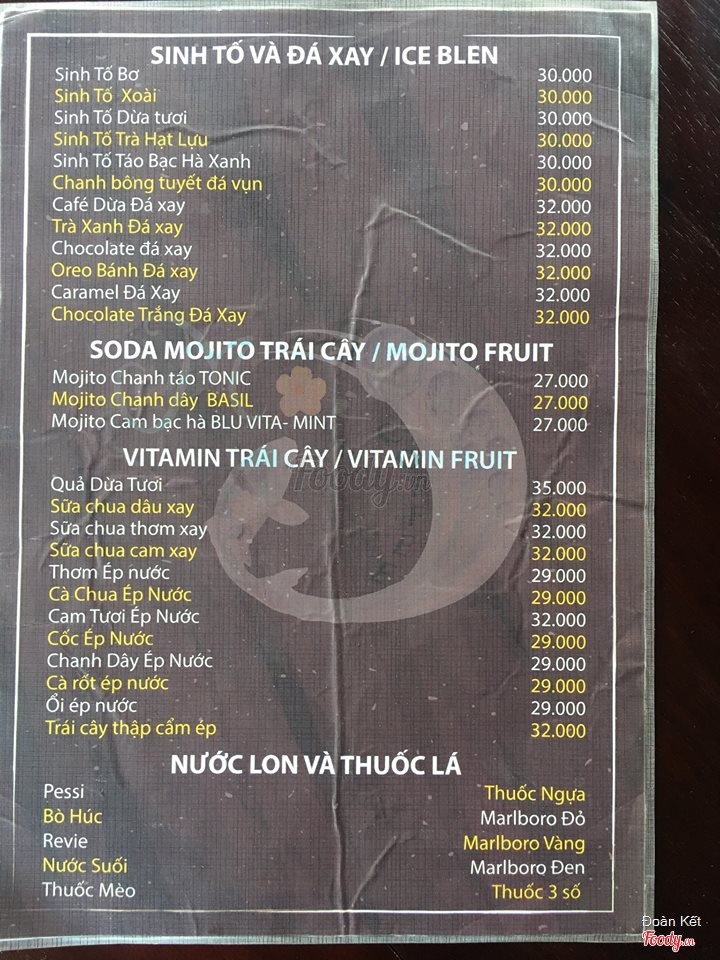 SINH TỐ VÀ ĐÁ XAY / ICE BLEN
Sinh Tố Bơ 30.000
Sinh Tố Xoài 30.000
Sinh Tố Dừa tươi 30.000
Sinh Tố Trà Hạt Lựu 30.000
Sinh Tố Táo Bạc Hà Xanh 30.000
Chanh bông tuyết đá vụn 30.000
Café Dừa Đá xay 32.000
Trà Xanh Đá xay 32.000
Chocolate đá xay 32.000
Oreo Bánh Đá xay 32.000
Caramel Đá Xay 32.000
Chocolate Trắng Đá Xay 32.000
SODA MOJITO TRÁI CÂY / MOJITO FRUIT
Mojito Chanh táo TONIC 27.000
Mojito Chanh dây BASIL 27.000
Mojito Cam bạc hà BLU VITA- MINT 27.000
VITAMIN TRÁI CÂY / VITAMIN FRUIT
Quả Dừa Tươi 35.000
Sữa chua dâu xay 32.000
Sữa chua thơm xay 32.000
Sữa chua cam xay 32.000
Thơm Ép nước 29.000
Cà Chua Ép Nước 29.000
Cam Tươi Ép Nước 32.000
Cốc Ép Nước 29.000
Chanh Dây Ép Nước 29.000
Cà rốt ép nước 29.000
Ổi ép nước 29.000
Trái cây thập cẩm ép 32.000
NƯỚC LON VÀ THUỐC LÁ
Pessi Thuốc Ngựa
Bò Húc Marlboro Đỏ
Revie Marlboro Vàng
Nước Suối Marlboro Đen
Thuốc Mèo Thuốc 3 số
Foody.vn
Đoàn Kết
Foody.vn